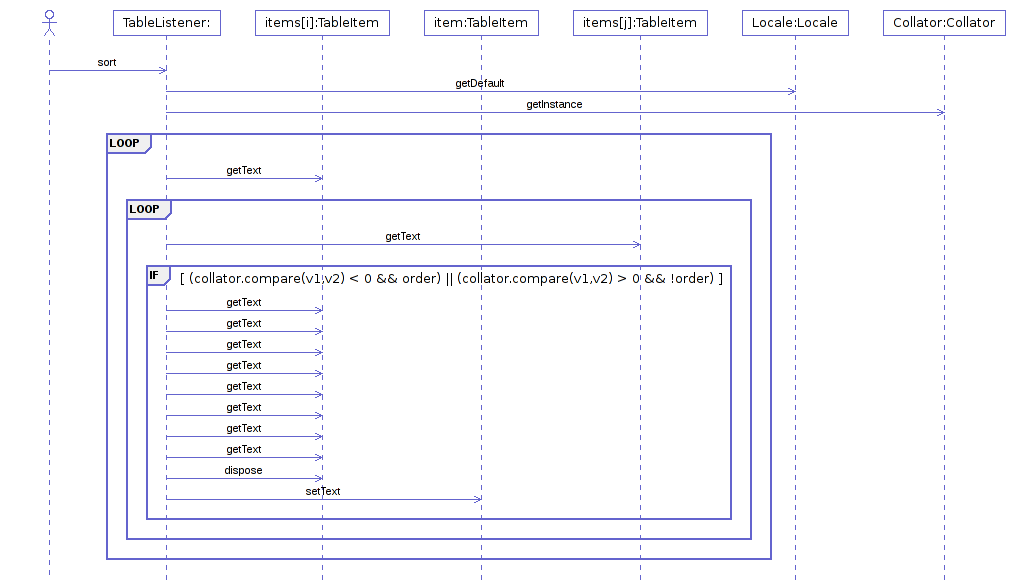 TableListener: items[i]:TableItem item:TableItem items[j]:TableItem Locale:Locale Collator:Collator
sort
getDefault
getInstance
LOOP
getText
LOOP
getText
IF [ (collator.compare(v1,v2) < 0 && order) || (collator.compare(v1,v2) > 0 && !order) ]
getText
getText
getText
getText
getText
getText
getText
getText
dispose
setText